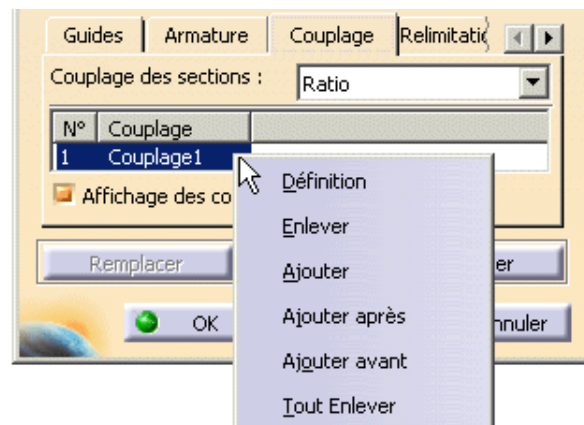 Guides Armature Couplage Relimitati
Couplage des sections : Ratio
N° Couplage
1 Couplage1
Affichage des co
Définition
Enlever
Remplacer Ajouter er
OK Ajouter après nnuler
Ajouter avant
Tout Enlever